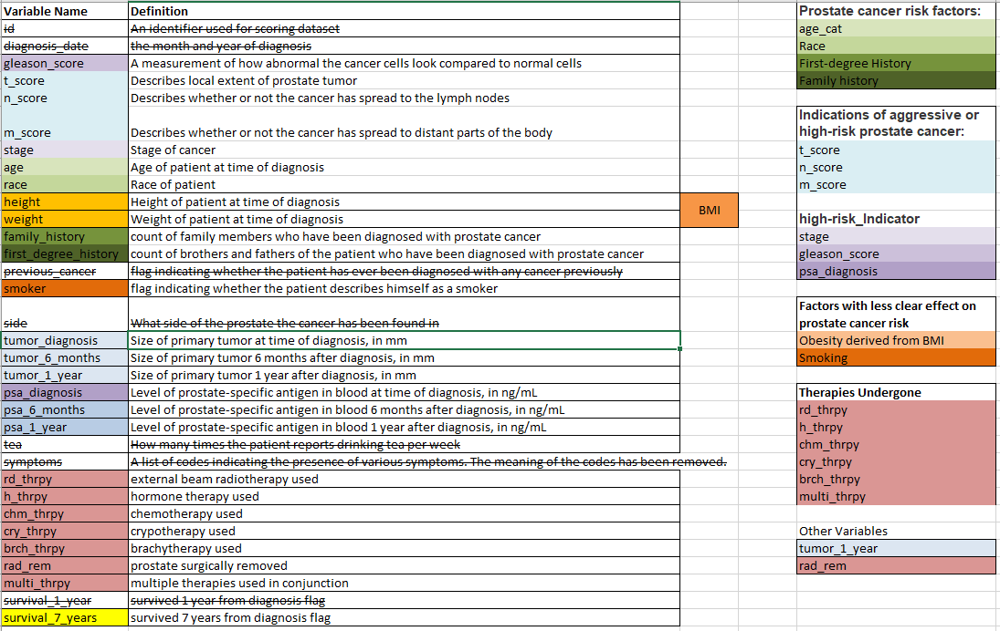 Variable Name Definition
id An identifier used for scoring dataset
diagnosis_date the month and year of diagnosis
gleason_score A measurement of how abnormal the cancer cells look compared to normal cells
t_score Describes local extent of prostate tumor
n_score Describes whether or not the cancer has spread to the lymph nodes
m_score Describes whether or not the cancer has spread to distant parts of the body
stage Stage of cancer
age Age of patient at time of diagnosis
race Race of patient
height Height of patient at time of diagnosis
weight Weight of patient at time of diagnosis
BMI
family_history count of family members who have been diagnosed with prostate cancer
first_degree_history count of brothers and fathers of the patient who have been diagnosed with prostate cancer
previous_cancer flag indicating whether the patient has ever been diagnosed with any cancer previously
smoker flag indicating whether the patient describes himself as a smoker
side What side of the prostate the cancer has been found in
tumor_diagnosis Size of primary tumor at time of diagnosis, in mm
tumor_6_months Size of primary tumor 6 months after diagnosis, in mm
tumor_1_year Size of primary tumor 1 year after diagnosis, in mm
psa_diagnosis Level of prostate-specific antigen in blood at time of diagnosis, in ng/mL
psa_6_months Level of prostate-specific antigen in blood 6 months after diagnosis, in ng/mL
psa_1_year Level of prostate-specific antigen in blood 1 year after diagnosis, in ng/mL
tea How many times the patient reports drinking tea per week
symptoms A list of codes indicating the presence of various symptoms. The meaning of the codes has been removed.
rd_thrpy external beam radiotherapy used
h_thrpy hormone therapy used
chm_thrpy chemotherapy used
cry_thrpy crypotherapy used
brch_thrpy brachytherapy used
rad_rem prostate surgically removed
multi_thrpy multiple therapies used in conjunction
survival_1_year survived 1 year from diagnosis flag
survival_7_years survived 7 years from diagnosis flag
Prostate cancer risk factors:
age_cat
Race
First-degree History
Family history
Indications of aggressive or
high-risk prostate cancer:
t_score
n_score
m_score
high-risk_Indicator
stage
gleason_score
psa_diagnosis
Factors with less clear effect on
prostate cancer risk
Obesity derived from BMI
Smoking
Therapies Undergone
rd_thrpy
h_thrpy
chm_thrpy
cry_thrpy
brch_thrpy
multi_thrpy
Other Variables
tumor_1_year
rad_rem